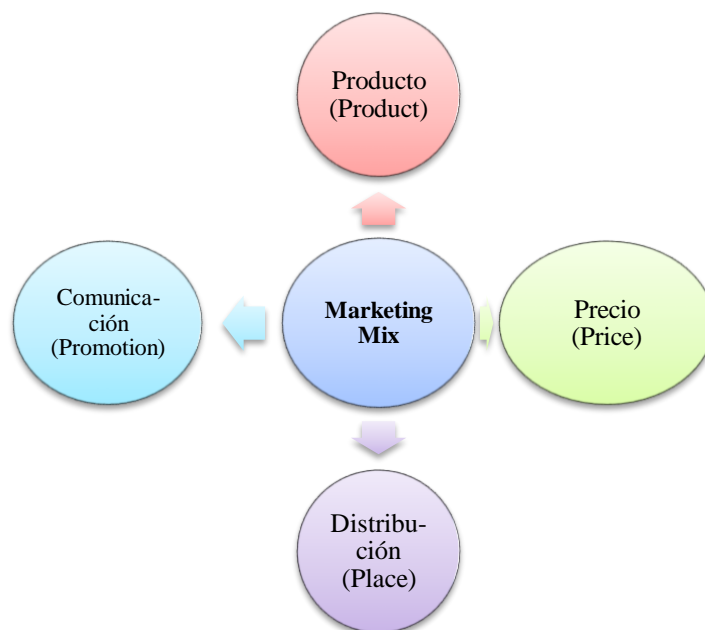 Producto
(Product)
Comunica-
ción
(Promotion)
Marketing
Mix
Precio
(Price)
Distribu-
ción
(Place)